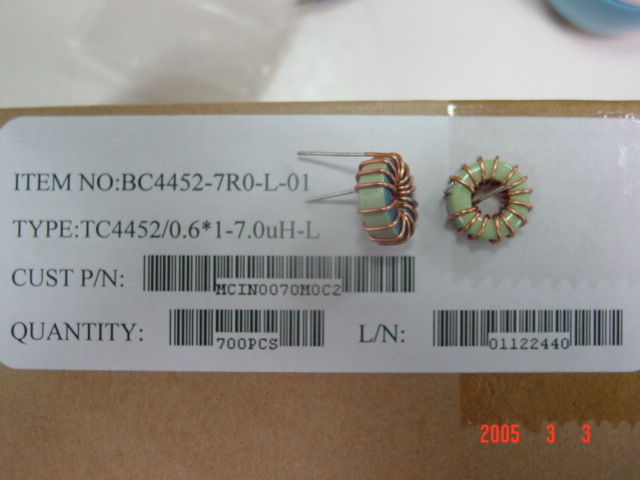 ITEM NO:BC4452-7R0-L-01
TYPE:TC4452/0.6*1-7.0uH-L
CUST P/N:
MCIN0070M0C2
QUANTITY:
700PCS
L/N:
01122440
2005 3 3